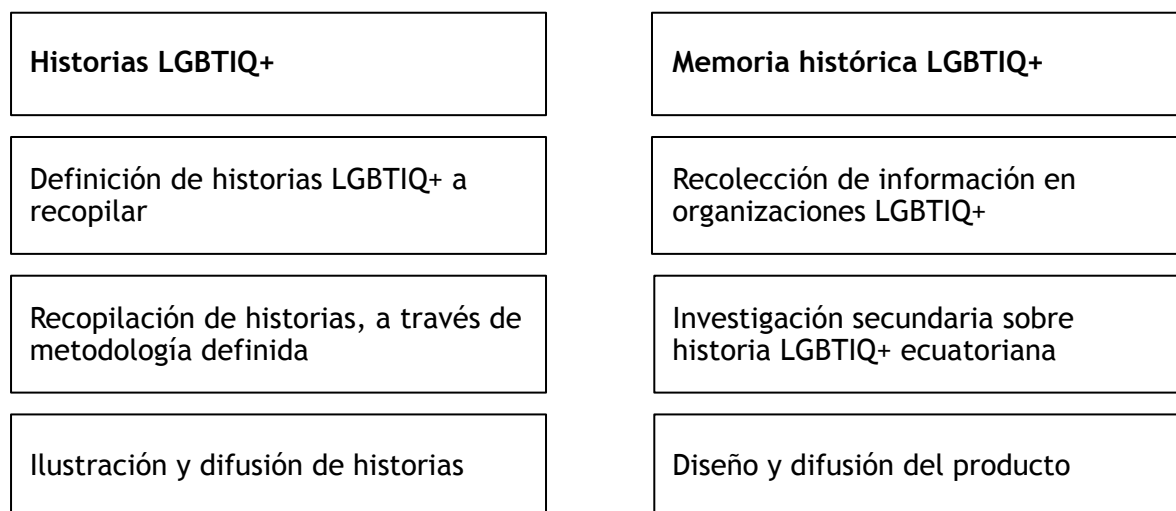 Historias LGBTIQ+
Definición de historias LGBTIQ+ a
recopilar
Recopilación de historias, a través de
metodología definida
Ilustración y difusión de historias
Memoria histórica LGBTIQ+
Recolección de información en
organizaciones LGBTIQ+
Investigación secundaria sobre
historia LGBTIQ+ ecuatoriana
Diseño y difusión del producto